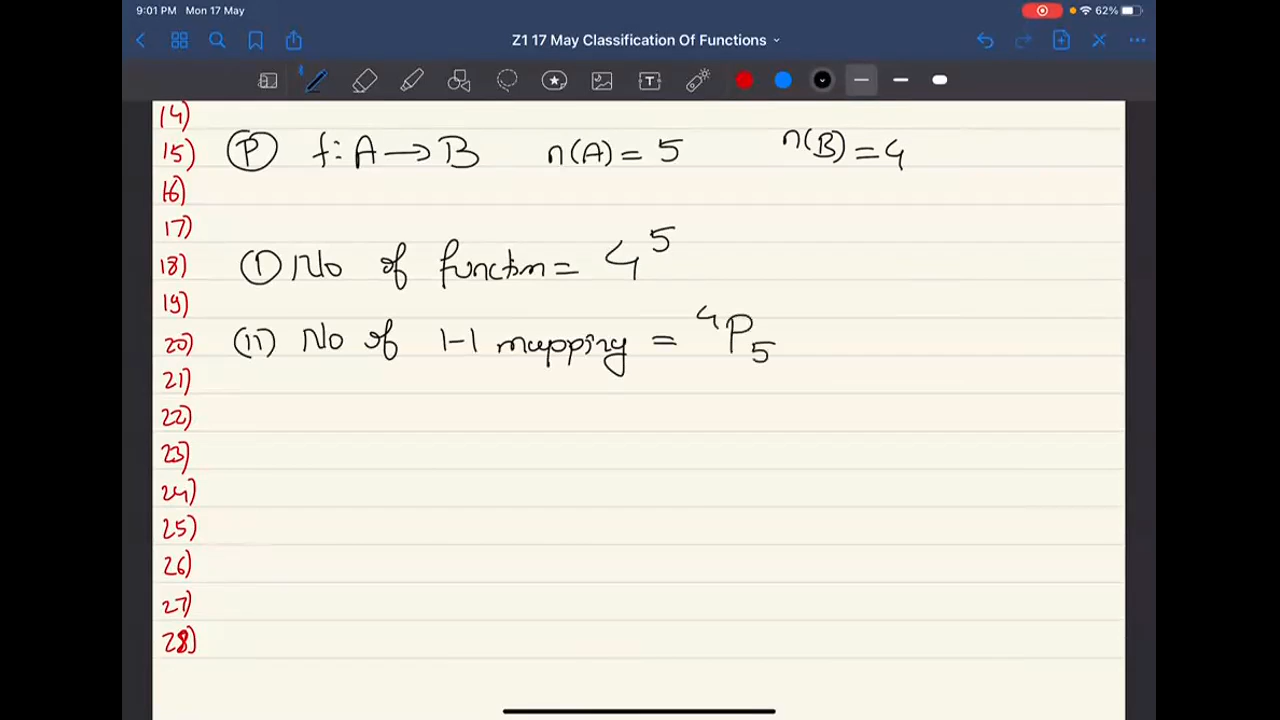 9:01 PM Mon 17 May
62%
Z1 17 May Classification Of Functions
14)
15) (P) f: A → B n(A) = 5 n(B) = 4
16)
17)
18) (i) No of functn = 4^5
19)
20) (ii) No of 1-1 mapping = ⁴P₅
21)
22)
23)
24)
25)
26)
27)
28)